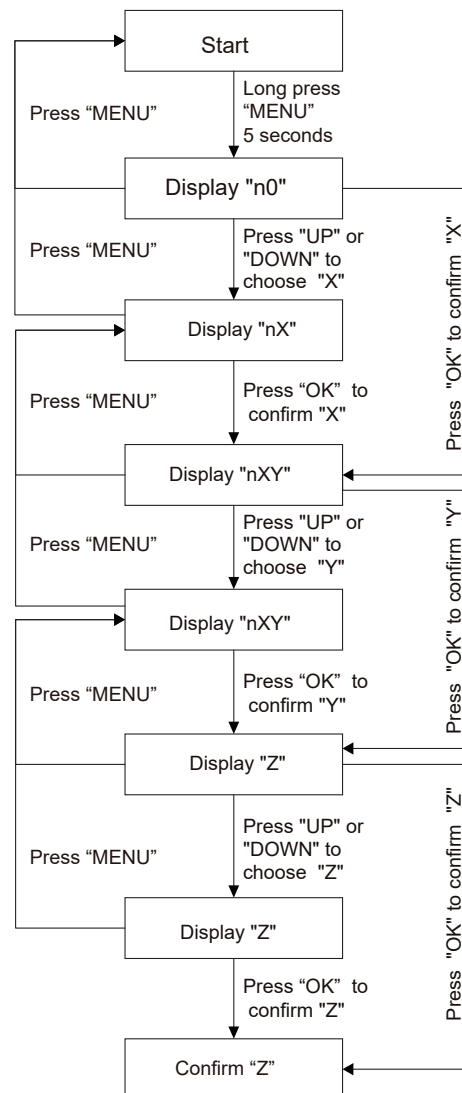 Start
Long press
“MENU”
5 seconds
Press “MENU”
Display "n0"
Press "UP" or
"DOWN" to
choose "X"
Press “MENU”
Press "OK" to confirm "X"
Display "nX"
Press “OK” to
confirm "X"
Press “MENU”
Display "nXY"
Press "UP" or
"DOWN" to
choose "Y"
Press “MENU”
Press "OK" to confirm "Y"
Display "nXY"
Press “OK” to
confirm "Y"
Press “MENU”
Display "Z"
Press "UP" or
"DOWN" to
choose "Z"
Press “MENU”
Press "OK" to confirm "Z"
Display "Z"
Press “OK” to
confirm "Z"
Confirm “Z”